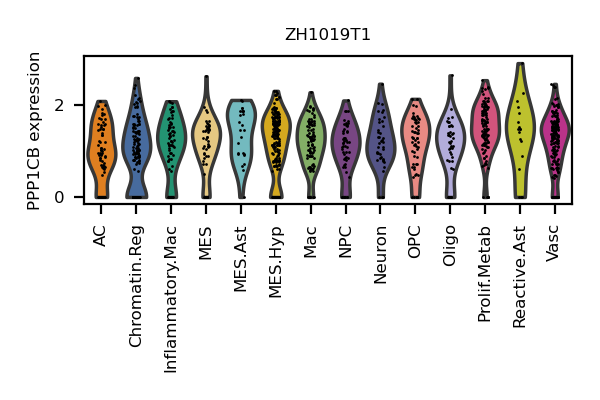 ZH1019T1
PPP1CB expression
2
0
AC
Chromatin.Reg
Inflammatory.Mac
MES
MES.Ast
MES.Hyp
Mac
NPC
Neuron
OPC
Oligo
Prolif.Metab
Reactive.Ast
Vasc